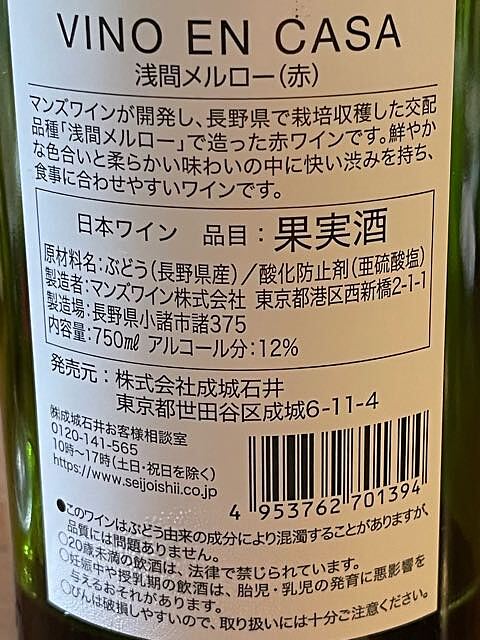 VINO EN CASA
浅間メルロー(赤)
マンズワインが開発し、長野県で栽培収穫した交配
品種「浅間メルロー」で造った赤ワインです。鮮やか
な色合いと柔らかい味わいの中に快い渋みを持ち、
食事に合わせやすいワインです。
日本ワイン 品目:果実酒
原材料名:ぶどう(長野県産)/酸化防止剤(亜硫酸塩)
製造者:マンズワイン株式会社 東京都港区西新橋2-1-1
製造場:長野県小諸市諸375
内容量:750㎖ アルコール分:12%
発売元:株式会社成城石井
東京都世田谷区成城6-11-4
㈱成城石井お客様相談室
0120-141-565
10時〜17時(土日・祝日を除く)
https://www.seijoishii.co.jp
4 953762 701394
●このワインはぶどう由来の成分により混濁することがありますが、
品質には問題ありません。
○20歳未満の飲酒は、法律で禁じられています。
○妊娠中や授乳期の飲酒は、胎児・乳児の発育に悪影響を
与えるおそれがあります。
○びんは破損しやすいので、取り扱いには十分ご注意ください。